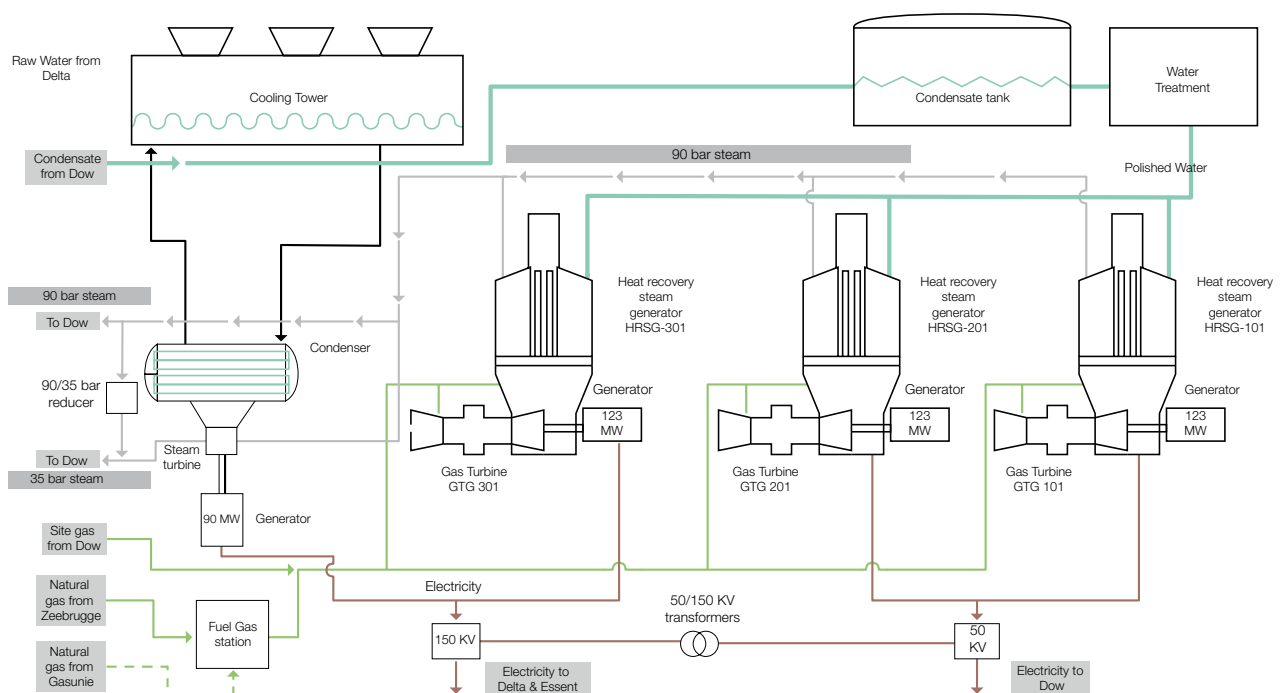 Raw Water from
Delta
Cooling Tower
Condensate tank
Water
Treatment
Condensate
from Dow
90 bar steam
Polished Water
Heat recovery
steam
generator
HRSG-301
Heat recovery
steam
generator
HRSG-201
Heat recovery
steam
generator
HRSG-101
90 bar steam
To Dow
Condenser
90/35 bar
reducer
Generator
123
MW
Generator
123
MW
Generator
123
MW
To Dow
Steam
turbine
35 bar steam
Gas Turbine
GTG 301
Gas Turbine
GTG 201
Gas Turbine
GTG 101
90 MW
Generator
Site gas
from Dow
Natural
gas from
Zeebrugge
Electricity
Fuel Gas
station
50/150 KV
transformers
150 KV
50
KV
Natural
gas from
Gasunie
Electricity to
Delta & Essent
Electricity to
Dow